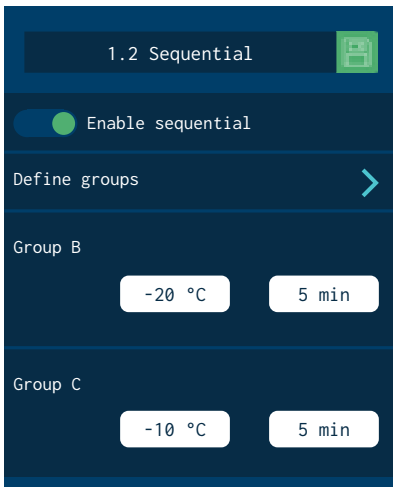 1.2 Sequential
Enable sequential
Define groups
Group B
-20 °C 5 min
Group C
-10 °C 5 min